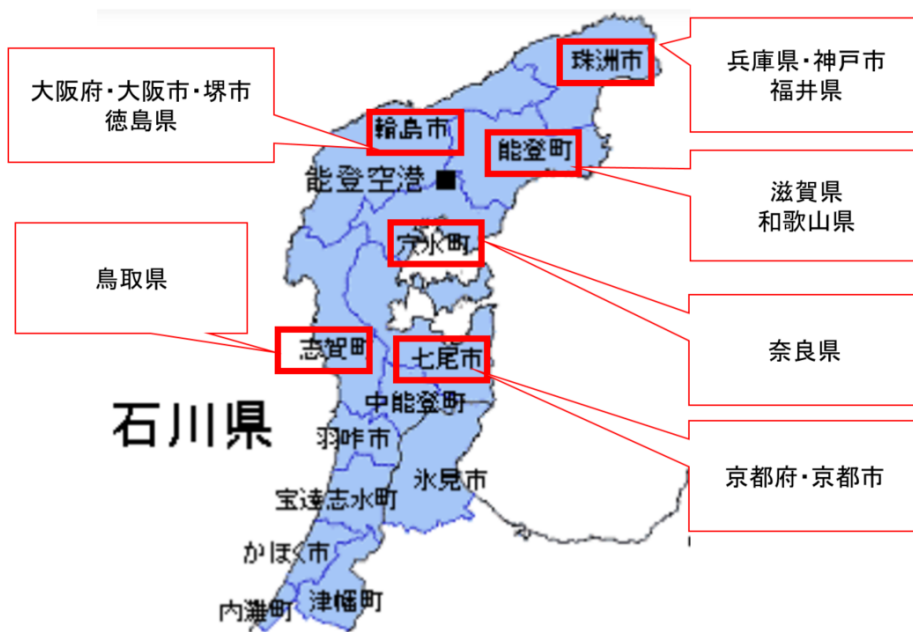 珠洲市
兵庫県・神戸市
福井県
大阪府・大阪市・堺市
徳島県
輪島市
能登町
能登空港
滋賀県
和歌山県
穴水町
鳥取県
志賀町
七尾市
奈良県
中能登町
石川県
羽咋市
氷見市
京都府・京都市
宝達志水町
かほく市
内灘町
津幡町